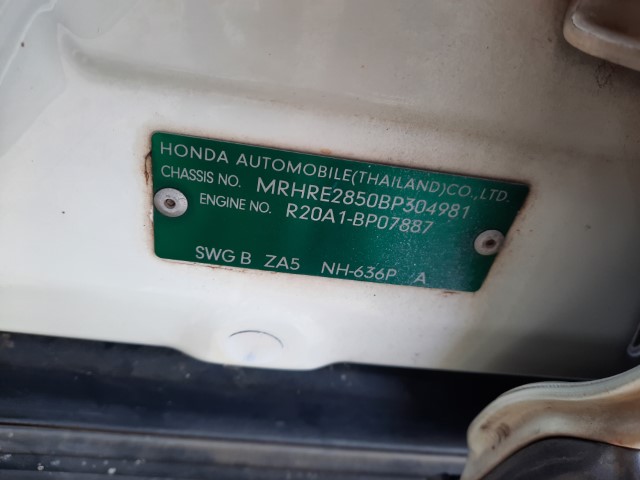 HONDA AUTOMOBILE(THAILAND)CO.,LTD.
CHASSIS NO. MRHRE2850BP304981
ENGINE NO. R20A1-BP07887
SWG B ZA5 NH-636P A